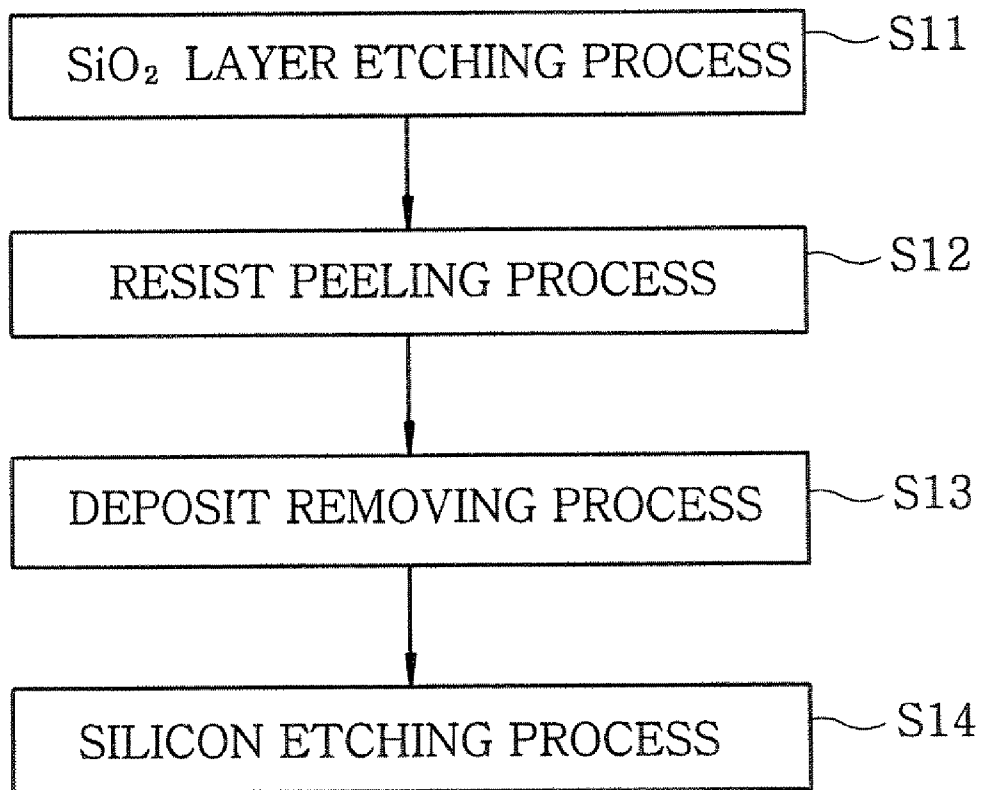 SiO₂ LAYER ETCHING PROCESS S11
RESIST PEELING PROCESS S12
DEPOSIT REMOVING PROCESS S13
SILICON ETCHING PROCESS S14